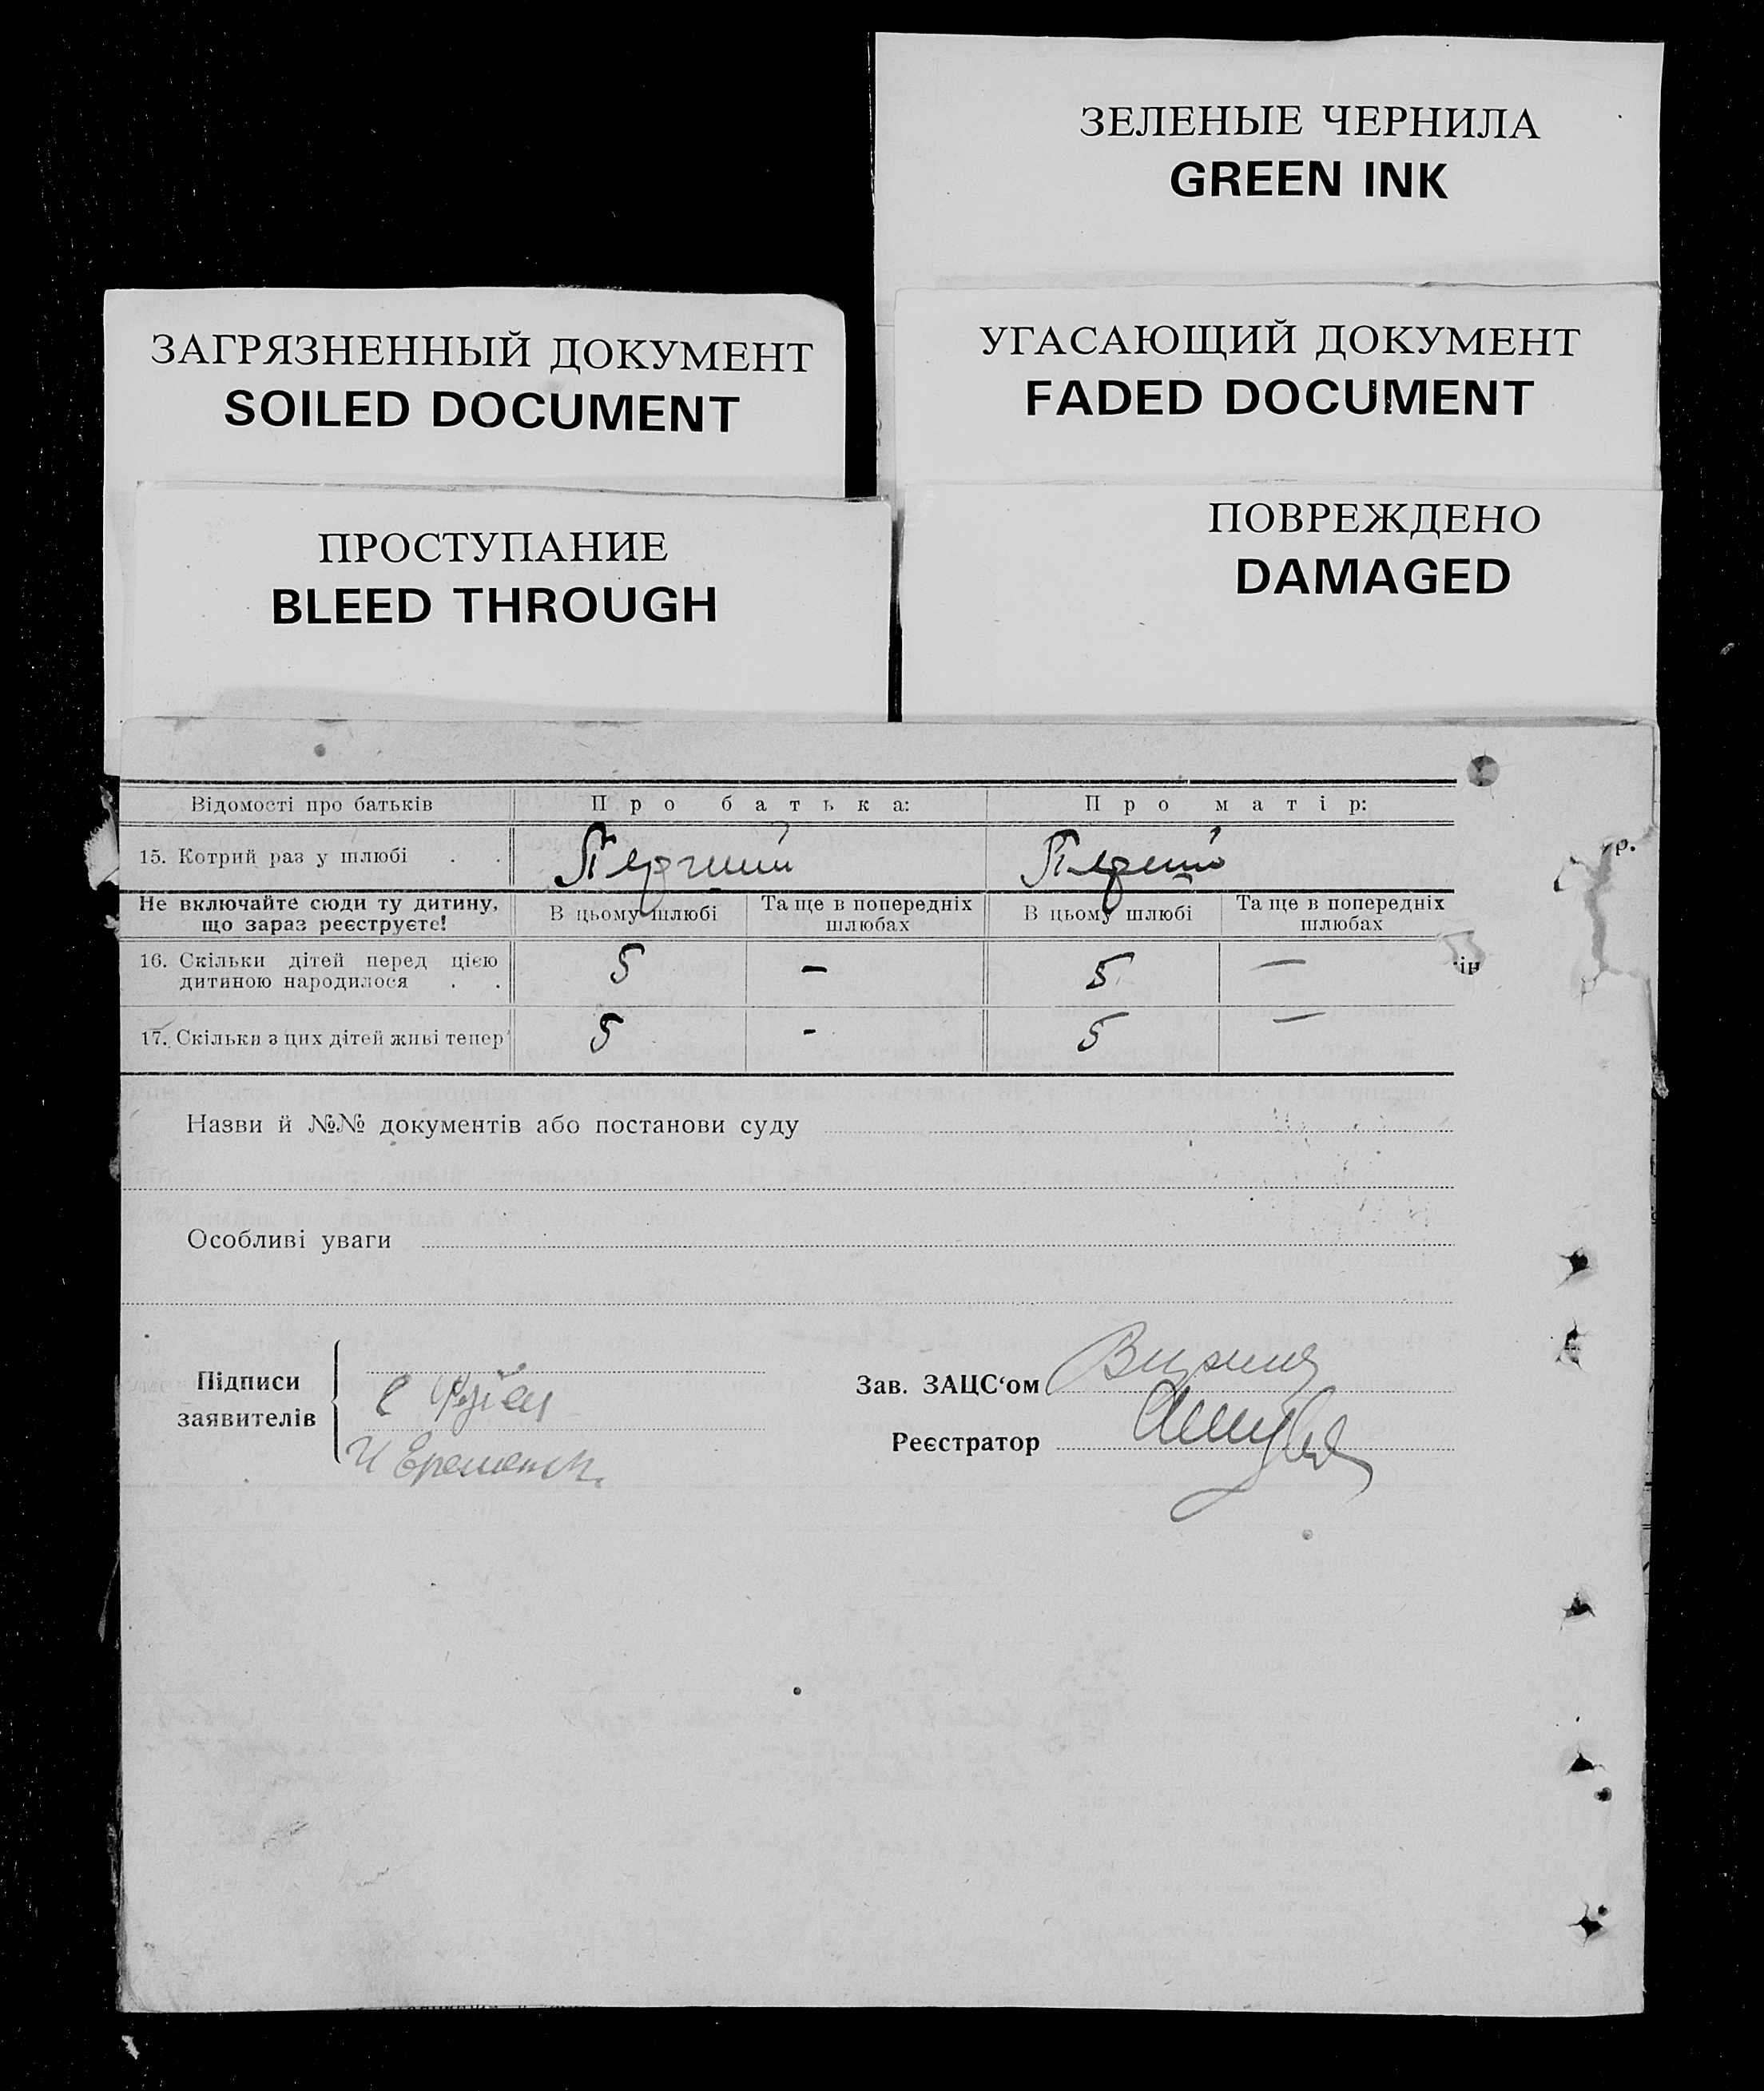 ЗЕЛЕНЫЕ ЧЕРНИЛА
GREEN INK
ЗАГРЯЗНЕННЫЙ ДОКУМЕНТ
SOILED DOCUMENT
УГАСАЮЩИЙ ДОКУМЕНТ
FADED DOCUMENT
ПРОСТУПАНИЕ
BLEED THROUGH
ПОВРЕЖДЕНО
DAMAGED
Відомості про батьків Про батька: Про матір:
15. Котрий раз у шлюбі . .
Не включайте сюди ту дитину, що зараз реєструєте! В цьому шлюбі Та ще в попередніх шлюбах В цьому шлюбі Та ще в попередніх шлюбах
16. Скільки дітей перед цією дитиною народилося . . 5 — 5 —
17. Скільки з цих дітей живі тепер 5 - 5 —
р.
ін
Назви й №№ документів або постанови суду
Особливі уваги
Підписи заявителів
Зав. ЗАЦС‘ом
Реєстратор